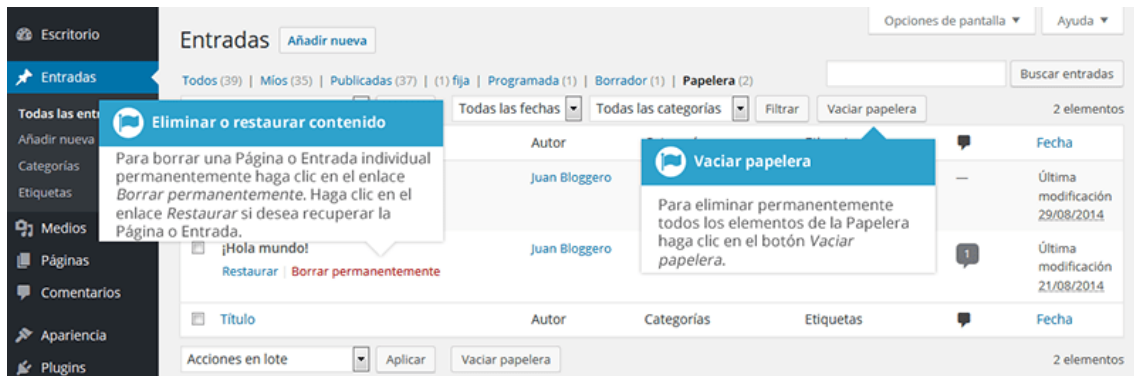 Escritorio
Entradas
Todas las ent
Añadir nueva
Categorías
Etiquetas
Medios
Páginas
Comentarios
Apariencia
Plugins
Opciones de pantalla ▼ Ayuda ▼
Entradas Añadir nueva
Todos (39) | Míos (35) | Publicadas (37) | (1) fija | Programada (1) | Borrador (1) | Papelera (2)
Buscar entradas
Todas las fechas Todas las categorías Filtrar Vaciar papelera 2 elementos
Autor Fecha
Eliminar o restaurar contenido
Para borrar una Página o Entrada individual
permanentemente haga clic en el enlace
Borrar permanentemente. Haga clic en el
enlace Restaurar si desea recuperar la
Página o Entrada.
Vaciar papelera
Para eliminar permanentemente
todos los elementos de la Papelera
haga clic en el botón Vaciar
papelera.
Juan Bloggero — Última
modificación
29/08/2014
¡Hola mundo! Juan Bloggero 1 Última
modificación
21/08/2014
Restaurar | Borrar permanentemente
Título Autor Categorías Etiquetas Fecha
Acciones en lote Aplicar Vaciar papelera 2 elementos